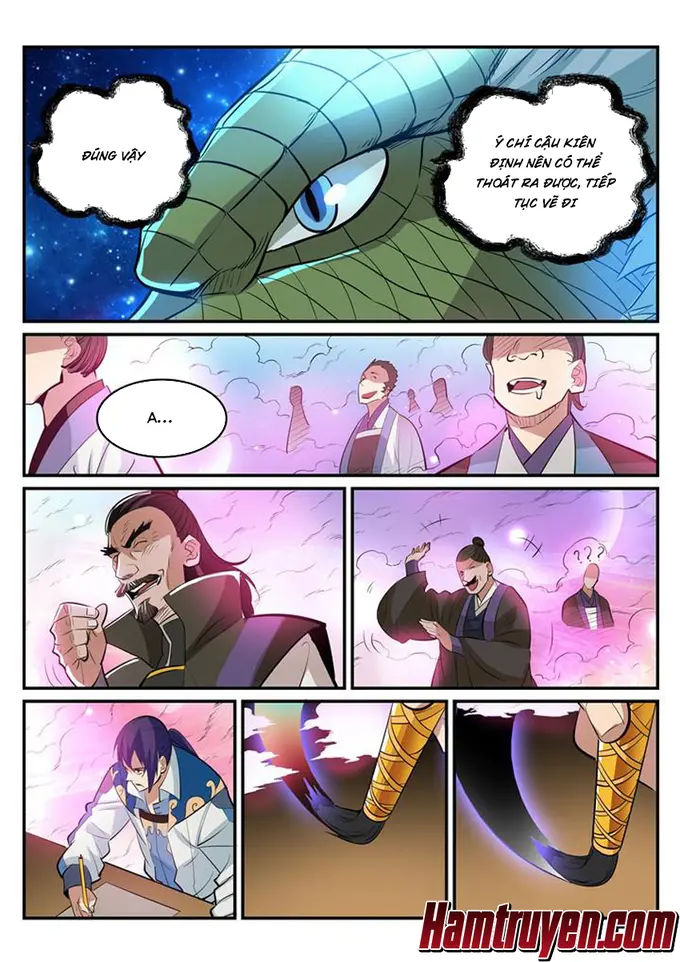 ĐÚNG VẬY
Ý CHÍ CẬU KIÊN
ĐỊNH NÊN CÓ THỂ
THOÁT RA ĐƯỢC, TIẾP
TỤC VẼ ĐI
A...
? ? ?
Hamtruyen.com